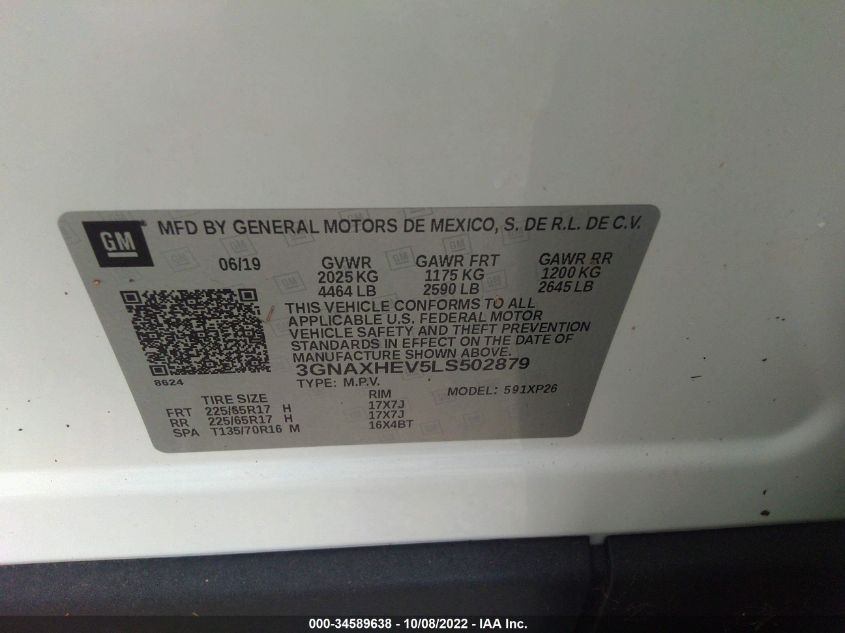 GM
MFD BY GENERAL MOTORS DE MEXICO, S. DE R.L. DE C.V.
06/19 GVWR GAWR FRT GAWR RR
2025 KG 1175 KG 1200 KG
4464 LB 2590 LB 2645 LB
THIS VEHICLE CONFORMS TO ALL
APPLICABLE U.S. FEDERAL MOTOR
VEHICLE SAFETY AND THEFT PREVENTION
STANDARDS IN EFFECT ON THE DATE OF
MANUFACTURE SHOWN ABOVE.
3GNAXHEV5LS502879
8624
TYPE: M.P.V. MODEL: 591XP26
TIRE SIZE RIM
FRT 225/65R17 H 17X7J
RR 225/65R17 H 17X7J
SPA T135/70R16 M 16X4BT
000-34589638 - 10/08/2022 - IAA Inc.